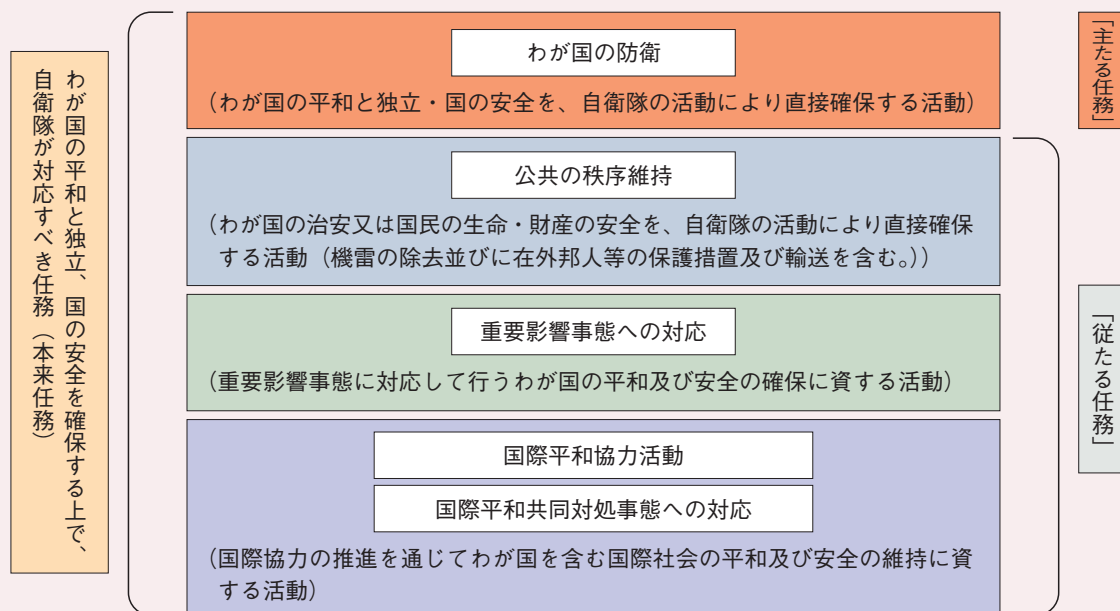 わが国の平和と独立、国の安全を確保する上で、
自衛隊が対応すべき任務（本来任務）
わが国の防衛
（わが国の平和と独立・国の安全を、自衛隊の活動により直接確保する活動）
「主たる任務」
公共の秩序維持
（わが国の治安又は国民の生命・財産の安全を、自衛隊の活動により直接確保
する活動（機雷の除去並びに在外邦人等の保護措置及び輸送を含む。））
重要影響事態への対応
（重要影響事態に対応して行うわが国の平和及び安全の確保に資する活動）
国際平和協力活動
国際平和共同対処事態への対応
（国際協力の推進を通じてわが国を含む国際社会の平和及び安全の維持に資
する活動）
「従たる任務」